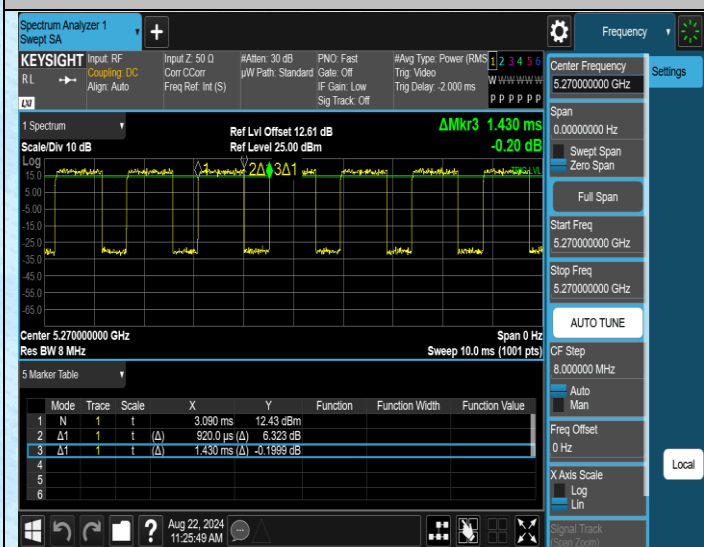 Spectrum Analyzer 1
Swept SA
+
Frequency
KEYSIGHT
RL
LXI
Input: RF
Coupling: DC
Align: Auto
Input Z: 50 Ω
Corr CCorr
Freq Ref: Int (S)
#Atten: 30 dB
µW Path: Standard
PNO: Fast
Gate: Off
IF Gain: Low
Sig Track: Off
#Avg Type: Power (RMS
Trig: Video
Trig Delay: -2.000 ms
1 2 3 4 5 6
W W W W W W
P P P P P P
1 Spectrum
Scale/Div 10 dB
Ref Lvl Offset 12.61 dB
Ref Level 25.00 dBm
ΔMkr3 1.430 ms
-0.20 dB
Log
15.0
5.00
-5.00
-15.0
-25.0
-35.0
-45.0
-55.0
-65.0
1
2Δ1
3Δ1
TRIG LVL
Center 5.270000000 GHz
Res BW 8 MHz
Span 0 Hz
Sweep 10.0 ms (1001 pts)
5 Marker Table
Mode Trace Scale X Y Function Function Width Function Value
1 N 1 t 3.090 ms 12.43 dBm
2 Δ1 1 t (Δ) 920.0 µs (Δ) 6.323 dB
3 Δ1 1 t (Δ) 1.430 ms (Δ) -0.1999 dB
4
5
6
Aug 22, 2024
11:25:49 AM
?
Center Frequency
5.270000000 GHz
Settings
Span
0.00000000 Hz
Swept Span
Zero Span
Full Span
Start Freq
5.270000000 GHz
Stop Freq
5.270000000 GHz
AUTO TUNE
CF Step
8.000000 MHz
Auto
Man
Freq Offset
0 Hz
X Axis Scale
Log
Lin
Local
Signal Track
(Span Zoom)